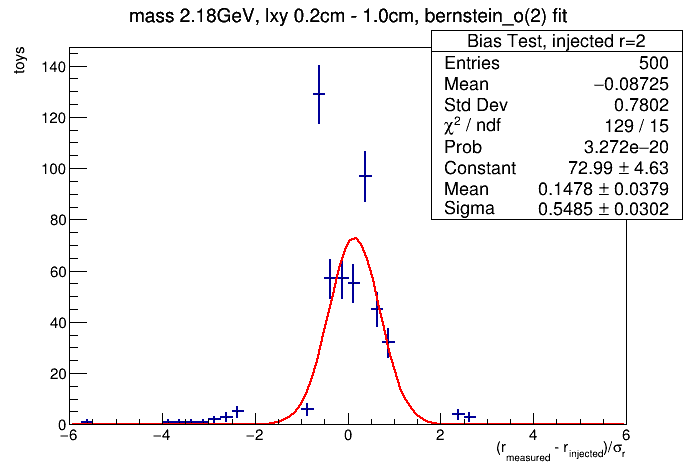 mass 2.18GeV, lxy 0.2cm - 1.0cm, bernstein_o(2) fit
Bias Test, injected r=2
Entries 500
Mean −0.08725
Std Dev 0.7802
χ² / ndf 129 / 15
Prob 3.272e−20
Constant 72.99 ± 4.63
Mean 0.1478 ± 0.0379
Sigma 0.5485 ± 0.0302
toys
140
120
100
80
60
40
20
0
−6 −4 −2 0 2 4 6
(r_measured - r_injected)/σ_r